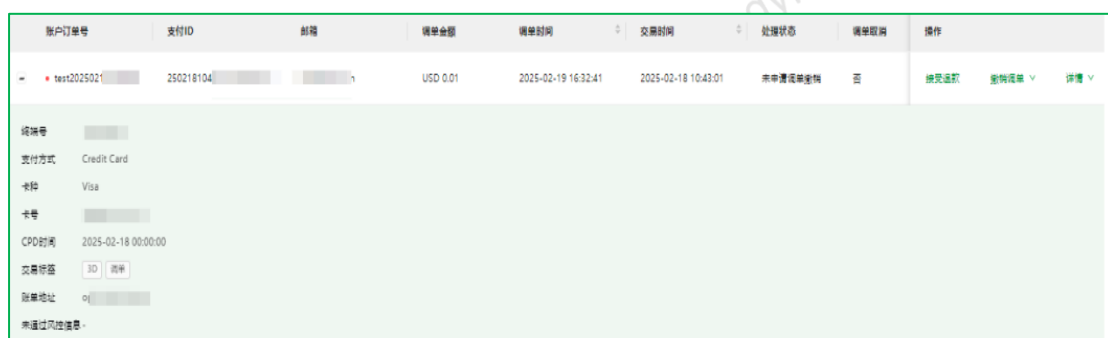 账户订单号 支付ID 邮箱 调单金额 调单时间 交易时间 处理状态 调单取消 操作
test2025021 250218104 h USD 0.01 2025-02-19 16:32:41 2025-02-18 10:43:01 未申请调单撤销 否 接受退款 撤销调单 详情
终端号
支付方式 Credit Card
卡种 Visa
卡号
CPD时间 2025-02-18 00:00:00
交易标签 3D 调单
账单地址
未通过风控信息 -